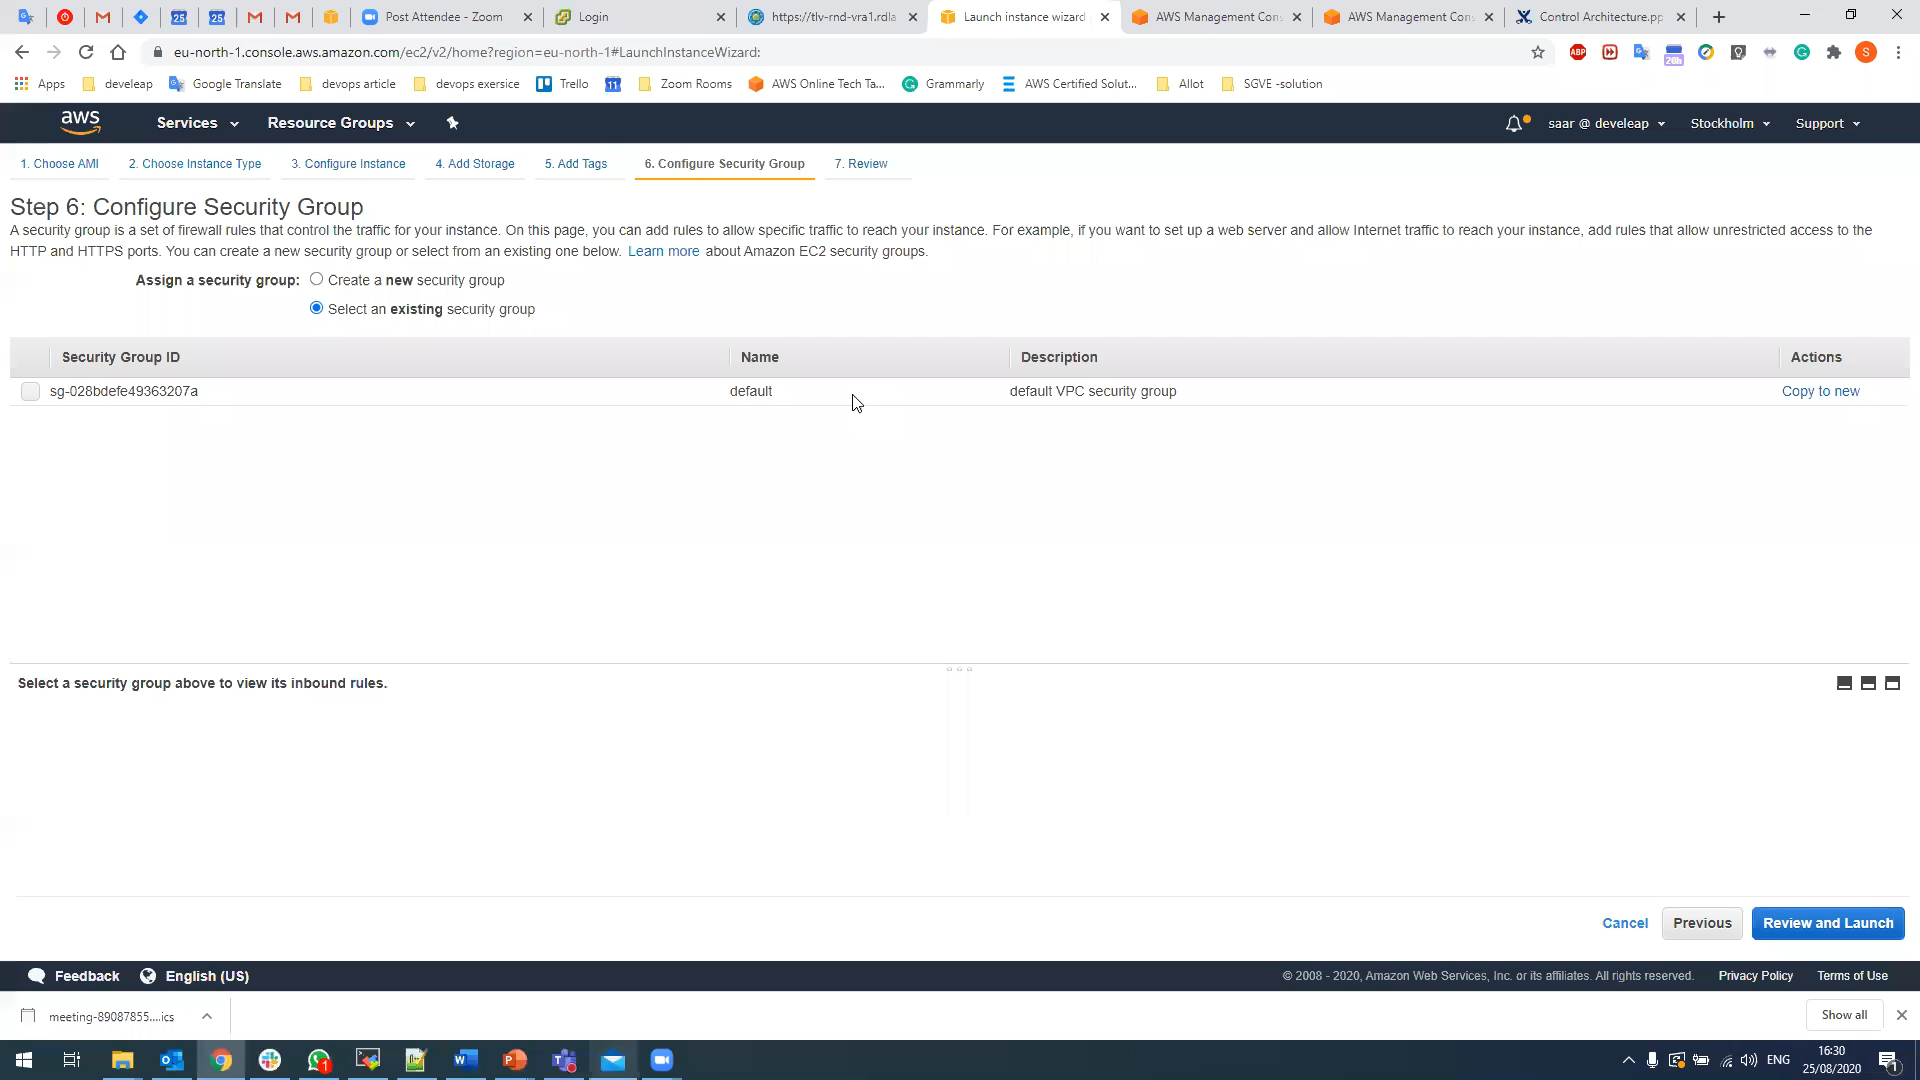 Post Attendee - Zoom
Login
https://tlv-rnd-vra1.rdla
Launch instance wizard
AWS Management Con
AWS Management Con
Control Architecture.pp
eu-north-1.console.aws.amazon.com/ec2/v2/home?region=eu-north-1#LaunchInstanceWizard:
ABP
20h
S
Apps
develeap
Google Translate
devops article
devops exersice
Trello
11
Zoom Rooms
AWS Online Tech Ta...
Grammarly
AWS Certified Solut...
Allot
SGVE -solution
aws
Services
Resource Groups
saar @ develeap
Stockholm
Support
1. Choose AMI
2. Choose Instance Type
3. Configure Instance
4. Add Storage
5. Add Tags
6. Configure Security Group
7. Review
Step 6: Configure Security Group
A security group is a set of firewall rules that control the traffic for your instance. On this page, you can add rules to allow specific traffic to reach your instance. For example, if you want to set up a web server and allow Internet traffic to reach your instance, add rules that allow unrestricted access to the
HTTP and HTTPS ports. You can create a new security group or select from an existing one below. Learn more about Amazon EC2 security groups.
Assign a security group:
Create a new security group
Select an existing security group
Security Group ID
Name
Description
Actions
sg-028bdefe49363207a
default
default VPC security group
Copy to new
Select a security group above to view its inbound rules.
Cancel
Previous
Review and Launch
Feedback
English (US)
© 2008 - 2020, Amazon Web Services, Inc. or its affiliates. All rights reserved.
Privacy Policy
Terms of Use
meeting-89087855....ics
Show all
ENG
16:30
25/08/2020